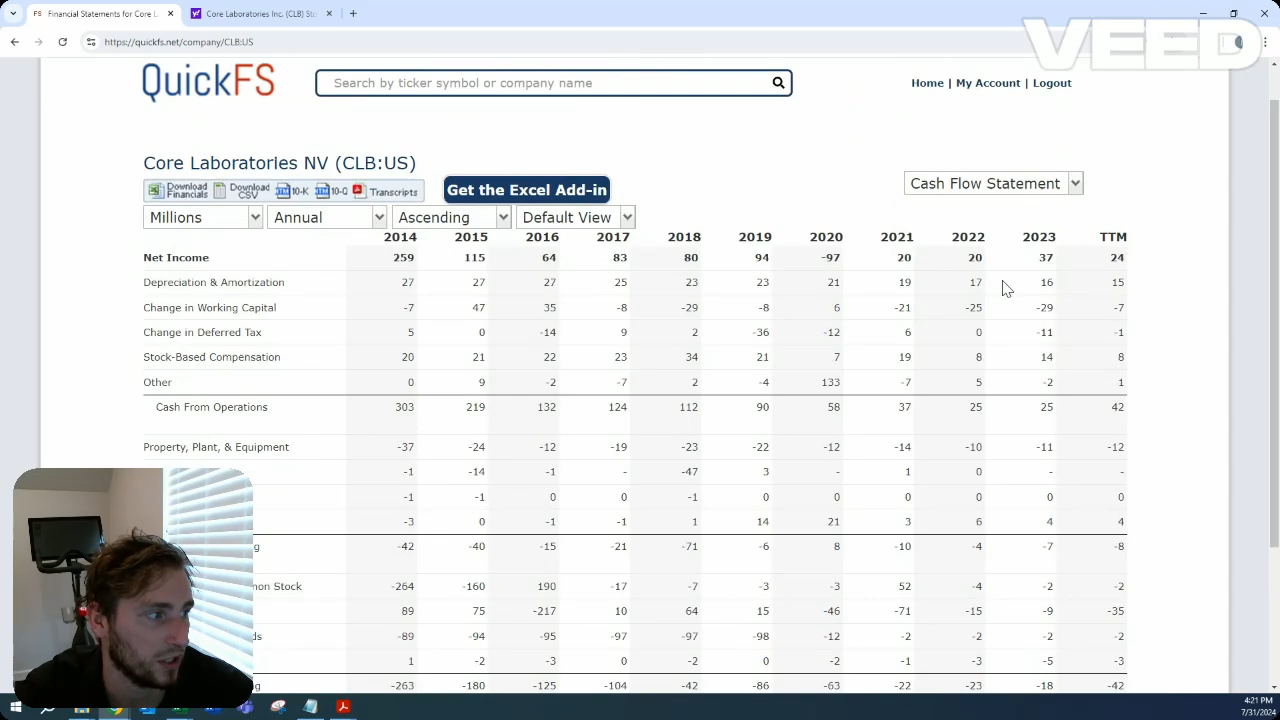 Financial Statements for Core L
Core Laboratories Inc. (CLB) St
https://quickfs.net/company/CLB:US
VEED
QuickFS
Search by ticker symbol or company name
Home | My Account | Logout
Core Laboratories NV (CLB:US)
Download Financials Download CSV 10-K 10-Q Transcripts
Get the Excel Add-in
Cash Flow Statement
Millions Annual Ascending Default View
2014 2015 2016 2017 2018 2019 2020 2021 2022 2023 TTM
Net Income 259 115 64 83 80 94 -97 20 20 37 24
Depreciation & Amortization 27 27 27 25 23 23 21 19 17 16 15
Change in Working Capital -7 47 35 -8 -29 -8 6 -21 -25 -29 -7
Change in Deferred Tax 5 0 -14 9 2 -36 -12 6 0 -11 -1
Stock-Based Compensation 20 21 22 23 34 21 7 19 8 14 8
Other 0 9 -2 -7 2 -4 133 -7 5 -2 1
Cash From Operations 303 219 132 124 112 90 58 37 25 25 42
Property, Plant, & Equipment -37 -24 -12 -19 -23 -22 -12 -14 -10 -11 -12
-1 -14 -1 - -47 3 - 1 0 - -
-1 -1 0 0 -1 0 0 0 0 0 0
-3 0 -1 -1 1 14 21 3 6 4 4
g -42 -40 -15 -21 -71 -6 8 -10 -4 -7 -8
non Stock -264 -160 190 -17 -7 -3 -3 52 -4 -2 -2
89 75 -217 10 64 15 -46 -71 -15 -9 -35
ds -89 -94 -95 -97 -97 -98 -12 -2 -2 -2 -2
1 -2 -3 0 -2 0 -2 -1 -3 -5 -3
ng -263 -180 -125 -104 -42 -86 -63 -22 -23 -18 -42
4:21 PM
7/31/2024